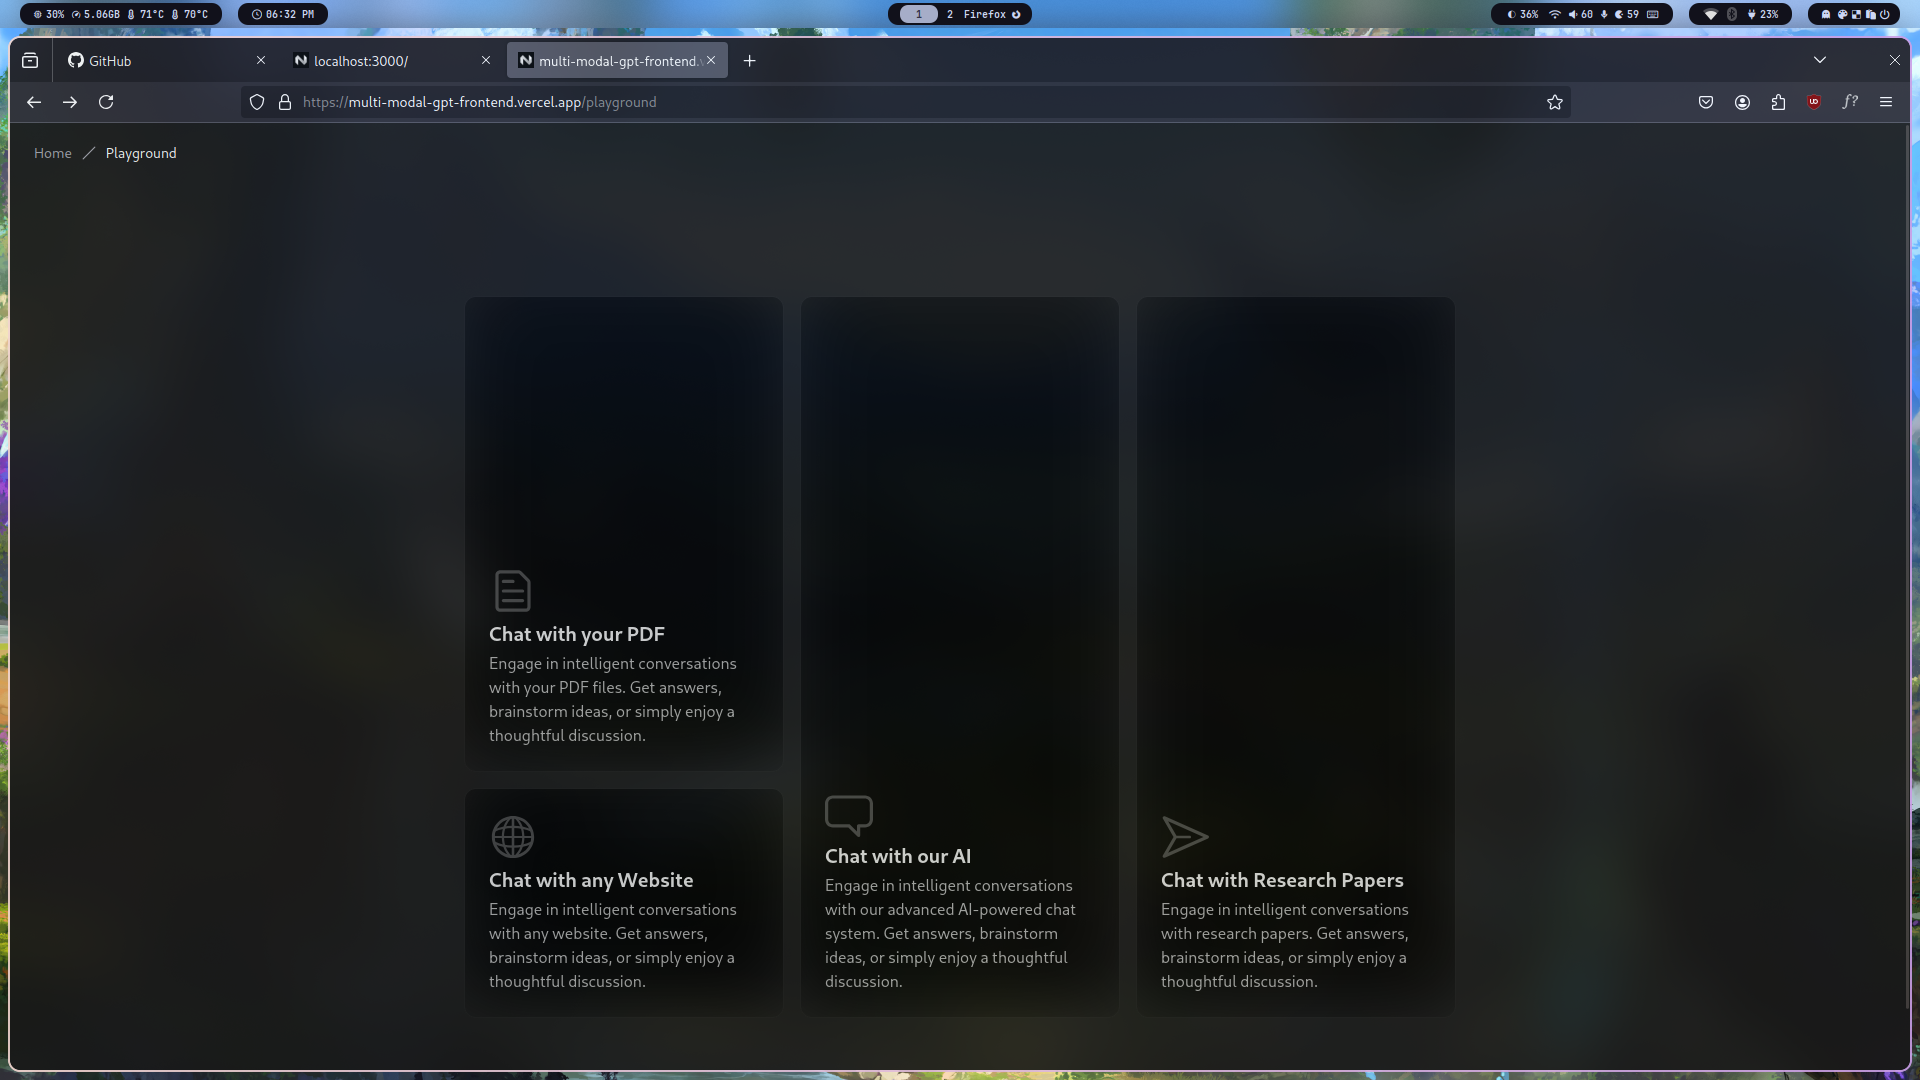 30% 5.06GB 71°C 70°C
06:32 PM
1 2 Firefox
36% 60 59
23%
GitHub
localhost:3000/
multi-modal-gpt-frontend.v
https://multi-modal-gpt-frontend.vercel.app/playground
f?
Home / Playground
Chat with your PDF
Engage in intelligent conversations
with your PDF files. Get answers,
brainstorm ideas, or simply enjoy a
thoughtful discussion.
Chat with any Website
Engage in intelligent conversations
with any website. Get answers,
brainstorm ideas, or simply enjoy a
thoughtful discussion.
Chat with our AI
Engage in intelligent conversations
with our advanced AI-powered chat
system. Get answers, brainstorm
ideas, or simply enjoy a thoughtful
discussion.
Chat with Research Papers
Engage in intelligent conversations
with research papers. Get answers,
brainstorm ideas, or simply enjoy a
thoughtful discussion.